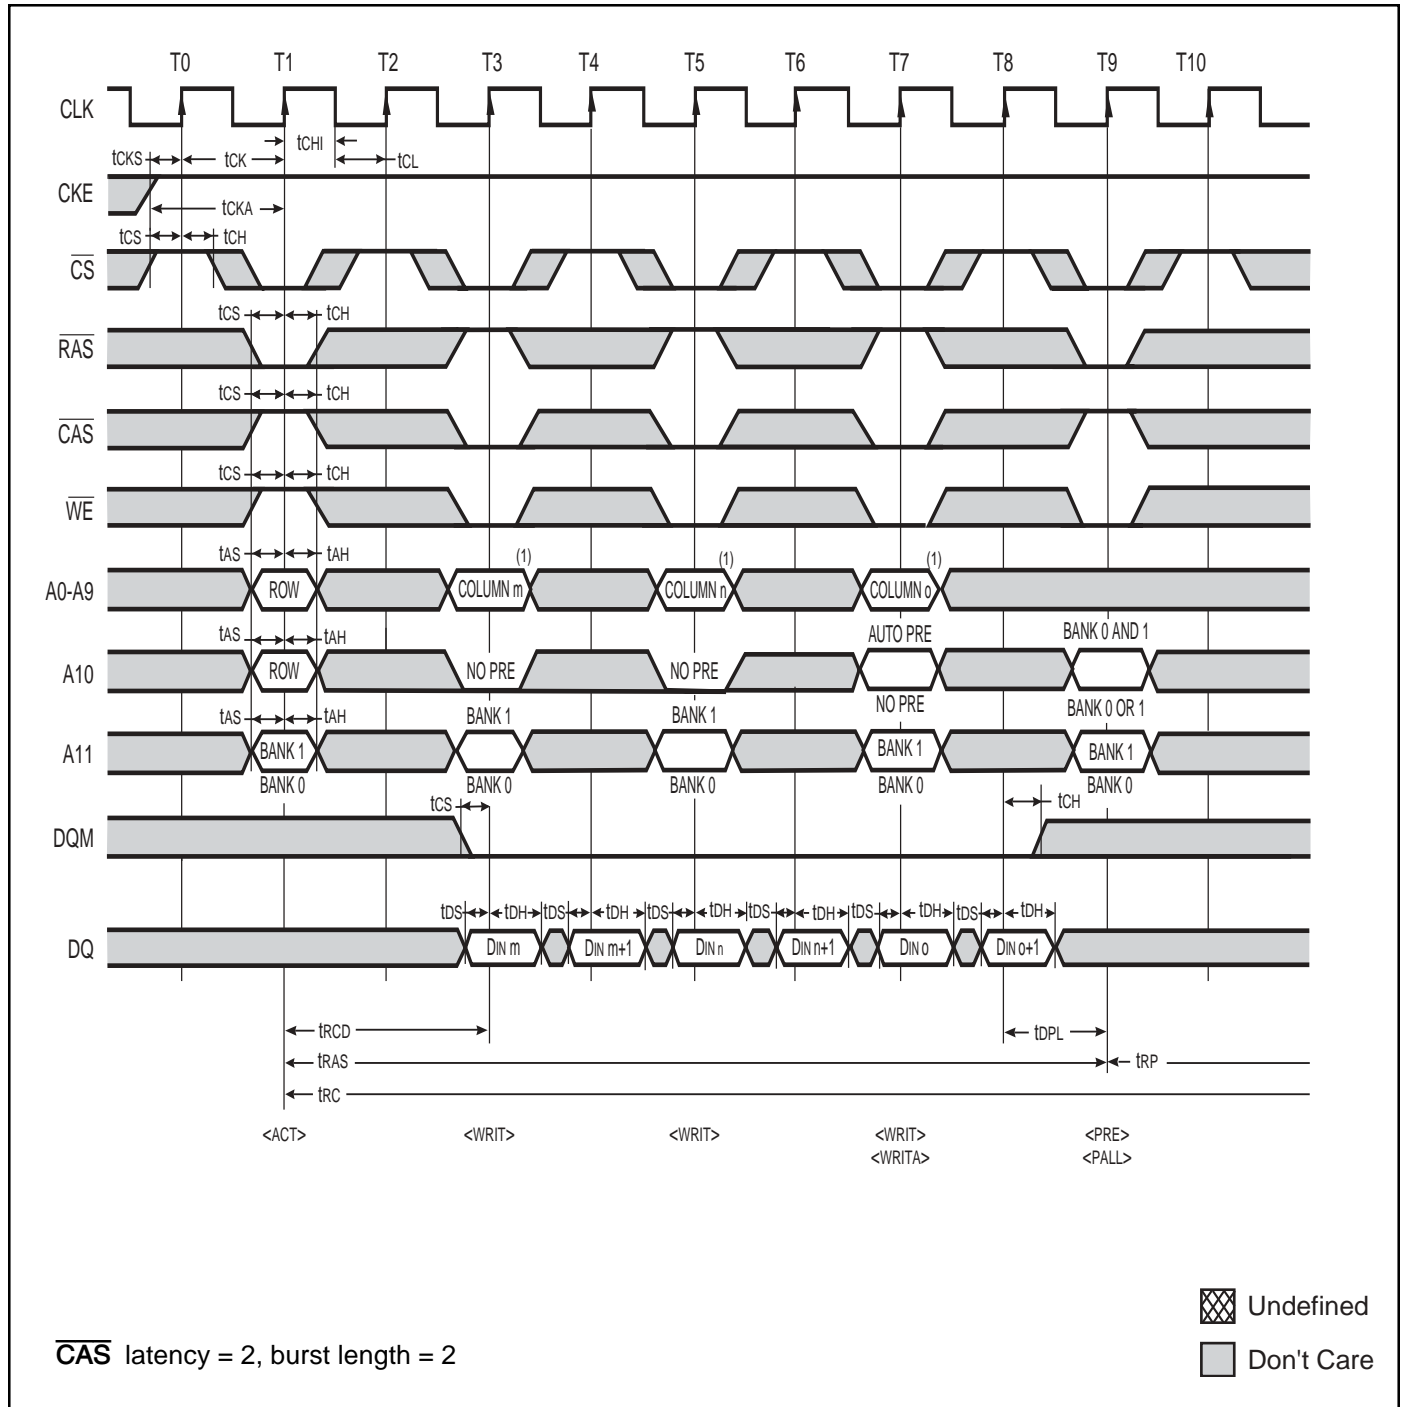 T0 T1 T2 T3 T4 T5 T6 T7 T8 T9 T10
CLK
tCHI
tCKS tCK tCL
CKE
tCKA
tCS tCH
CS
tCS tCH
RAS
tCS tCH
CAS
tCS tCH
WE
tAS tAH (1) (1) (1)
A0-A9 ROW COLUMN m COLUMN n COLUMN o
tAS tAH AUTO PRE BANK 0 AND 1
A10 ROW NO PRE NO PRE
NO PRE BANK 0 OR 1
tAS tAH BANK 1 BANK 1
A11 BANK 1 BANK 1 BANK 1
BANK 0 BANK 0 BANK 0 BANK 0 BANK 0
tCS tCH
DQM
tDS tDH tDS tDH tDS tDH tDS tDH tDS tDH tDS tDH
DQ DIN m DIN m+1 DIN n DIN n+1 DIN o DIN o+1
tRCD tDPL
tRAS tRP
tRC
<ACT> <WRIT> <WRIT> <WRIT> <PRE>
<WRITA> <PALL>
Undefined
CAS latency = 2, burst length = 2
Don't Care